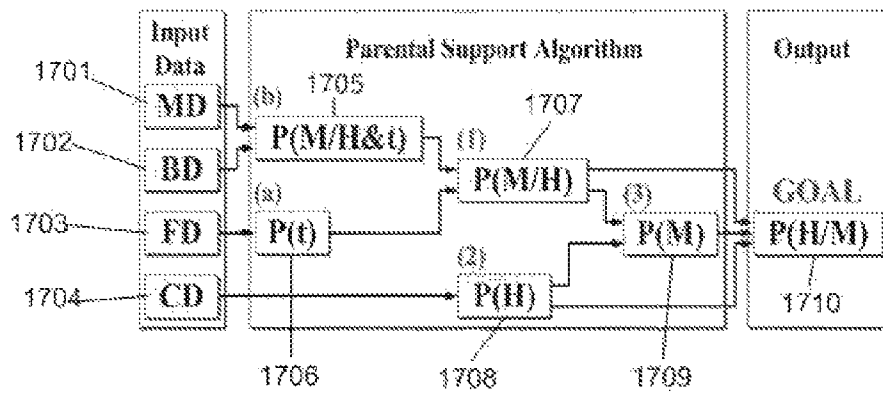 Input
Data
Parental Support Algorithm
Output
1701
MD
(b)
1705
P(M/H&t)
1702
BD
(1)
1707
P(M/H)
1703
FD
(a)
P(t)
(3)
P(M)
GOAL
P(H/M)
1704
CD
(2)
P(H)
1710
1706
1708
1709